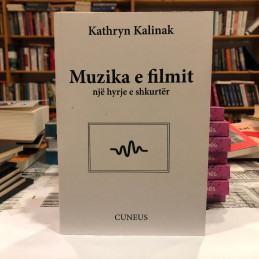 Kathryn Kalinak
Muzika e filmit
një hyrje e shkurtër
CUNEUS